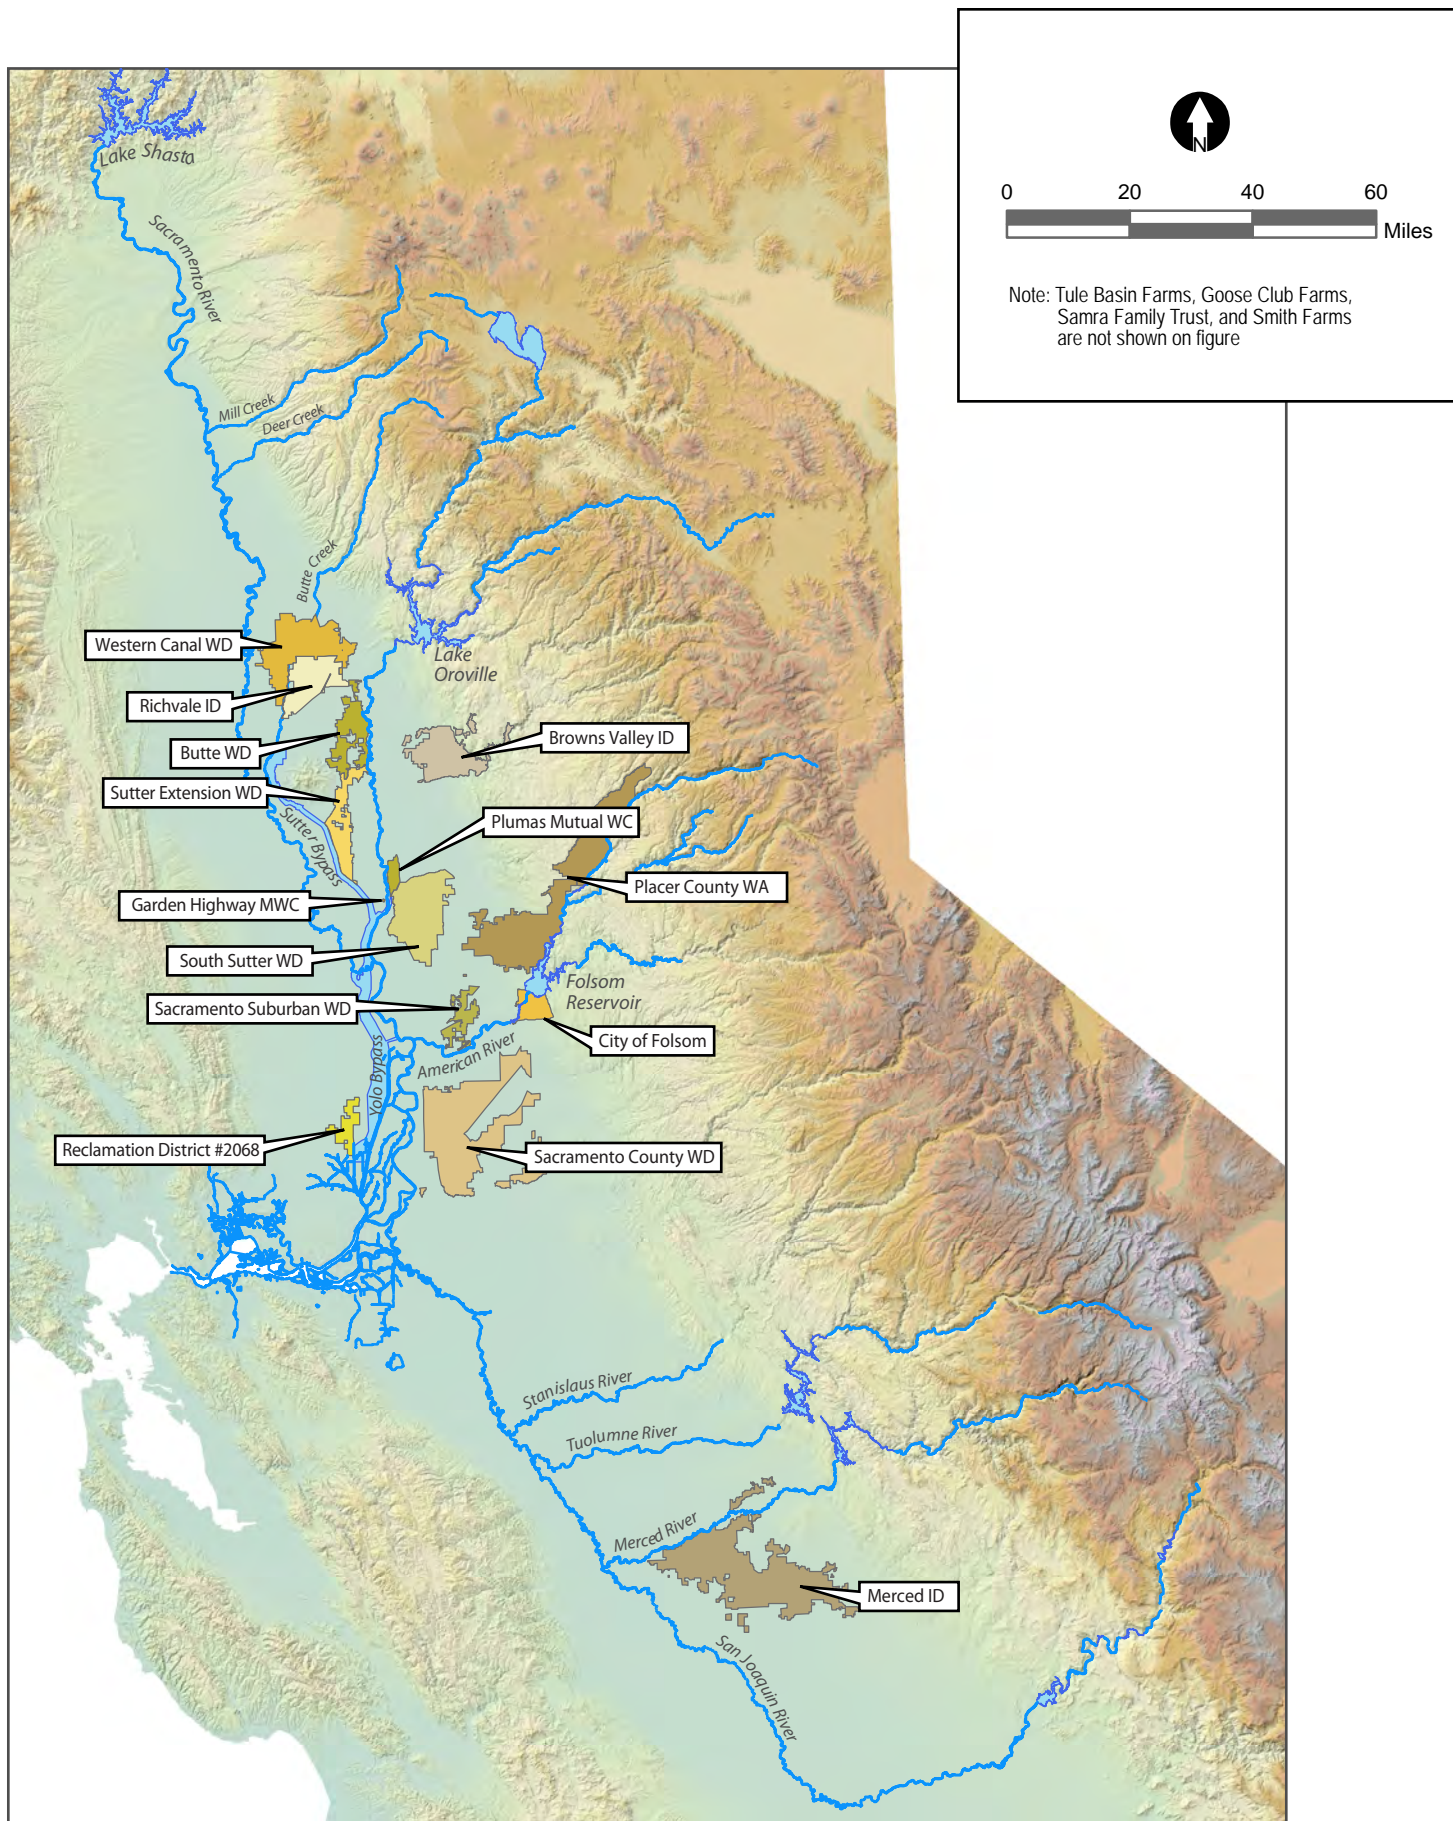 N
0 20 40 60
Miles
Note: Tule Basin Farms, Goose Club Farms,
Samra Family Trust, and Smith Farms
are not shown on figure
Lake Shasta
Sacramento River
Mill Creek
Deer Creek
Butte Creek
Western Canal WD
Lake
Oroville
Richvale ID
Butte WD
Browns Valley ID
Sutter Extension WD
Sutter Bypass
Plumas Mutual WC
Placer County WA
Garden Highway MWC
South Sutter WD
Folsom
Reservoir
Sacramento Suburban WD
City of Folsom
American River
Yolo Bypass
Reclamation District #2068
Sacramento County WD
Stanislaus River
Tuolumne River
Merced River
Merced ID
San Joaquin River